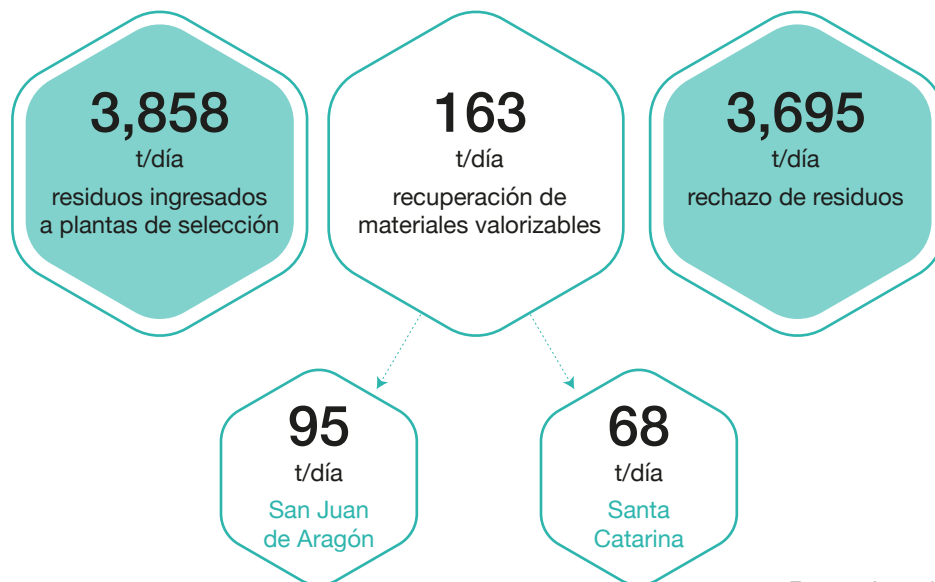 3,858
t/día
residuos ingresados
a plantas de selección
163
t/día
recuperación de
materiales valorizables
3,695
t/día
rechazo de residuos
95
t/día
San Juan
de Aragón
68
t/día
Santa
Catarina